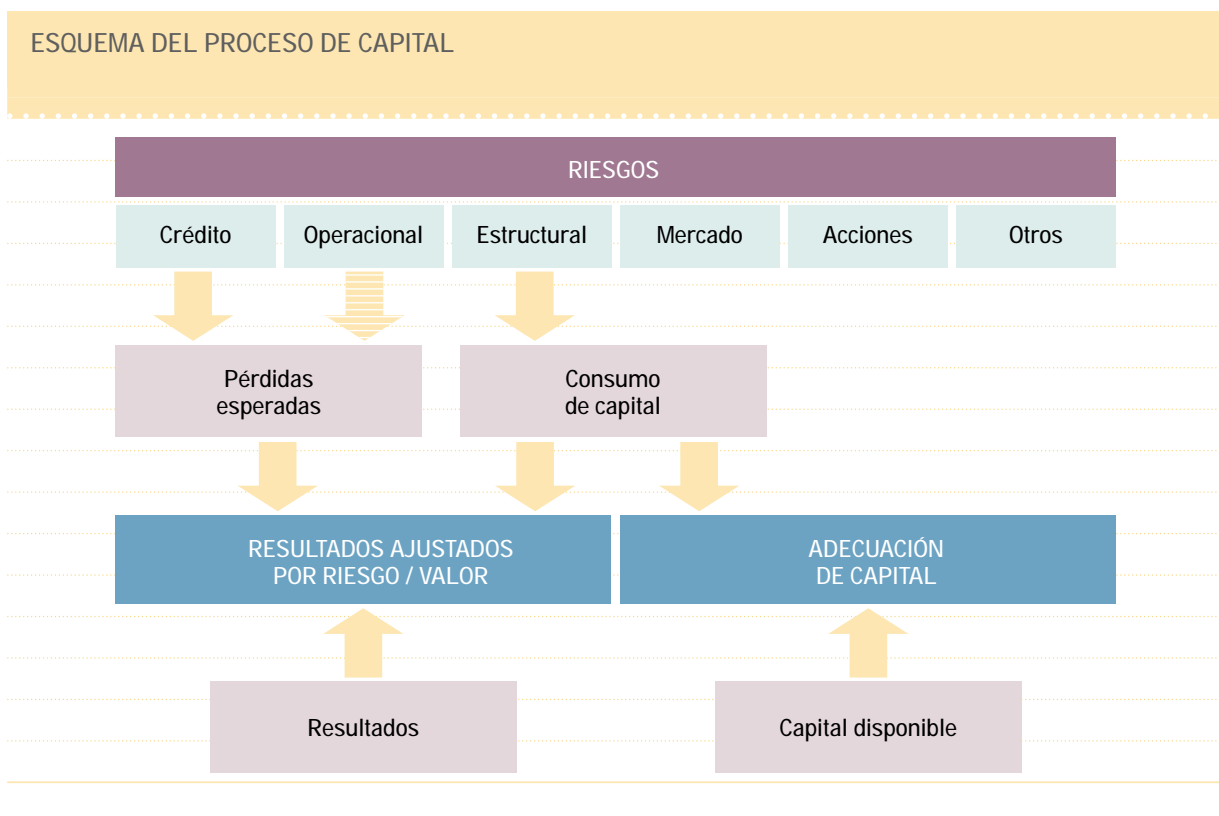 ESQUEMA DEL PROCESO DE CAPITAL
RIESGOS
Crédito
Operacional
Estructural
Mercado
Acciones
Otros
Pérdidas
esperadas
Consumo
de capital
RESULTADOS AJUSTADOS
POR RIESGO / VALOR
ADECUACIÓN
DE CAPITAL
Resultados
Capital disponible